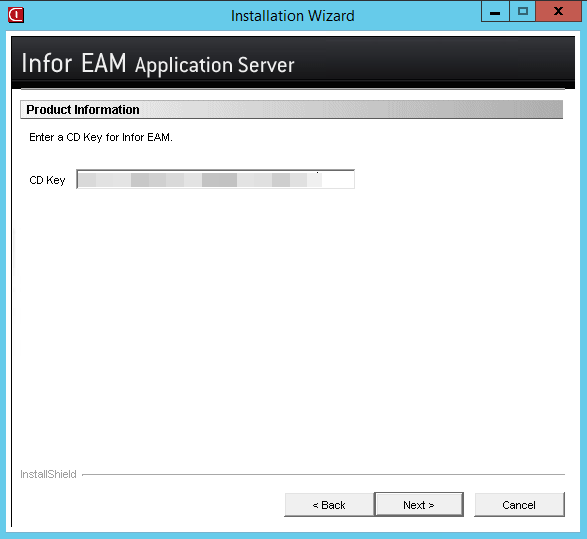 Installation Wizard
Infor EAM Application Server
Product Information
Enter a CD Key for Infor EAM.
CD Key
InstallShield
< Back
Next >
Cancel